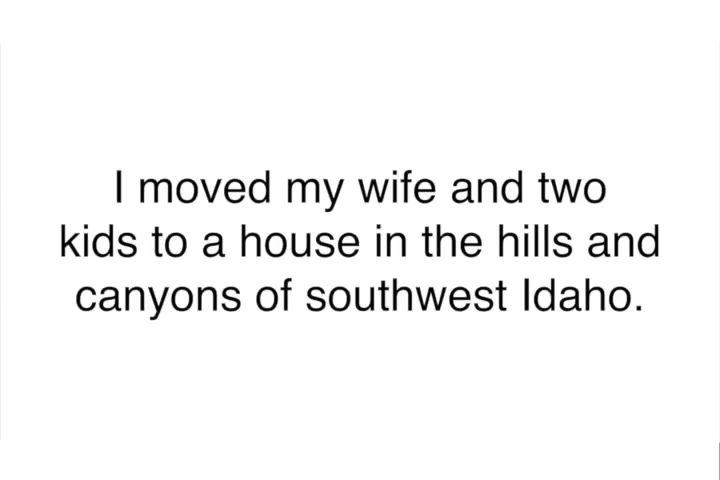 I moved my wife and two
kids to a house in the hills and
canyons of southwest Idaho.